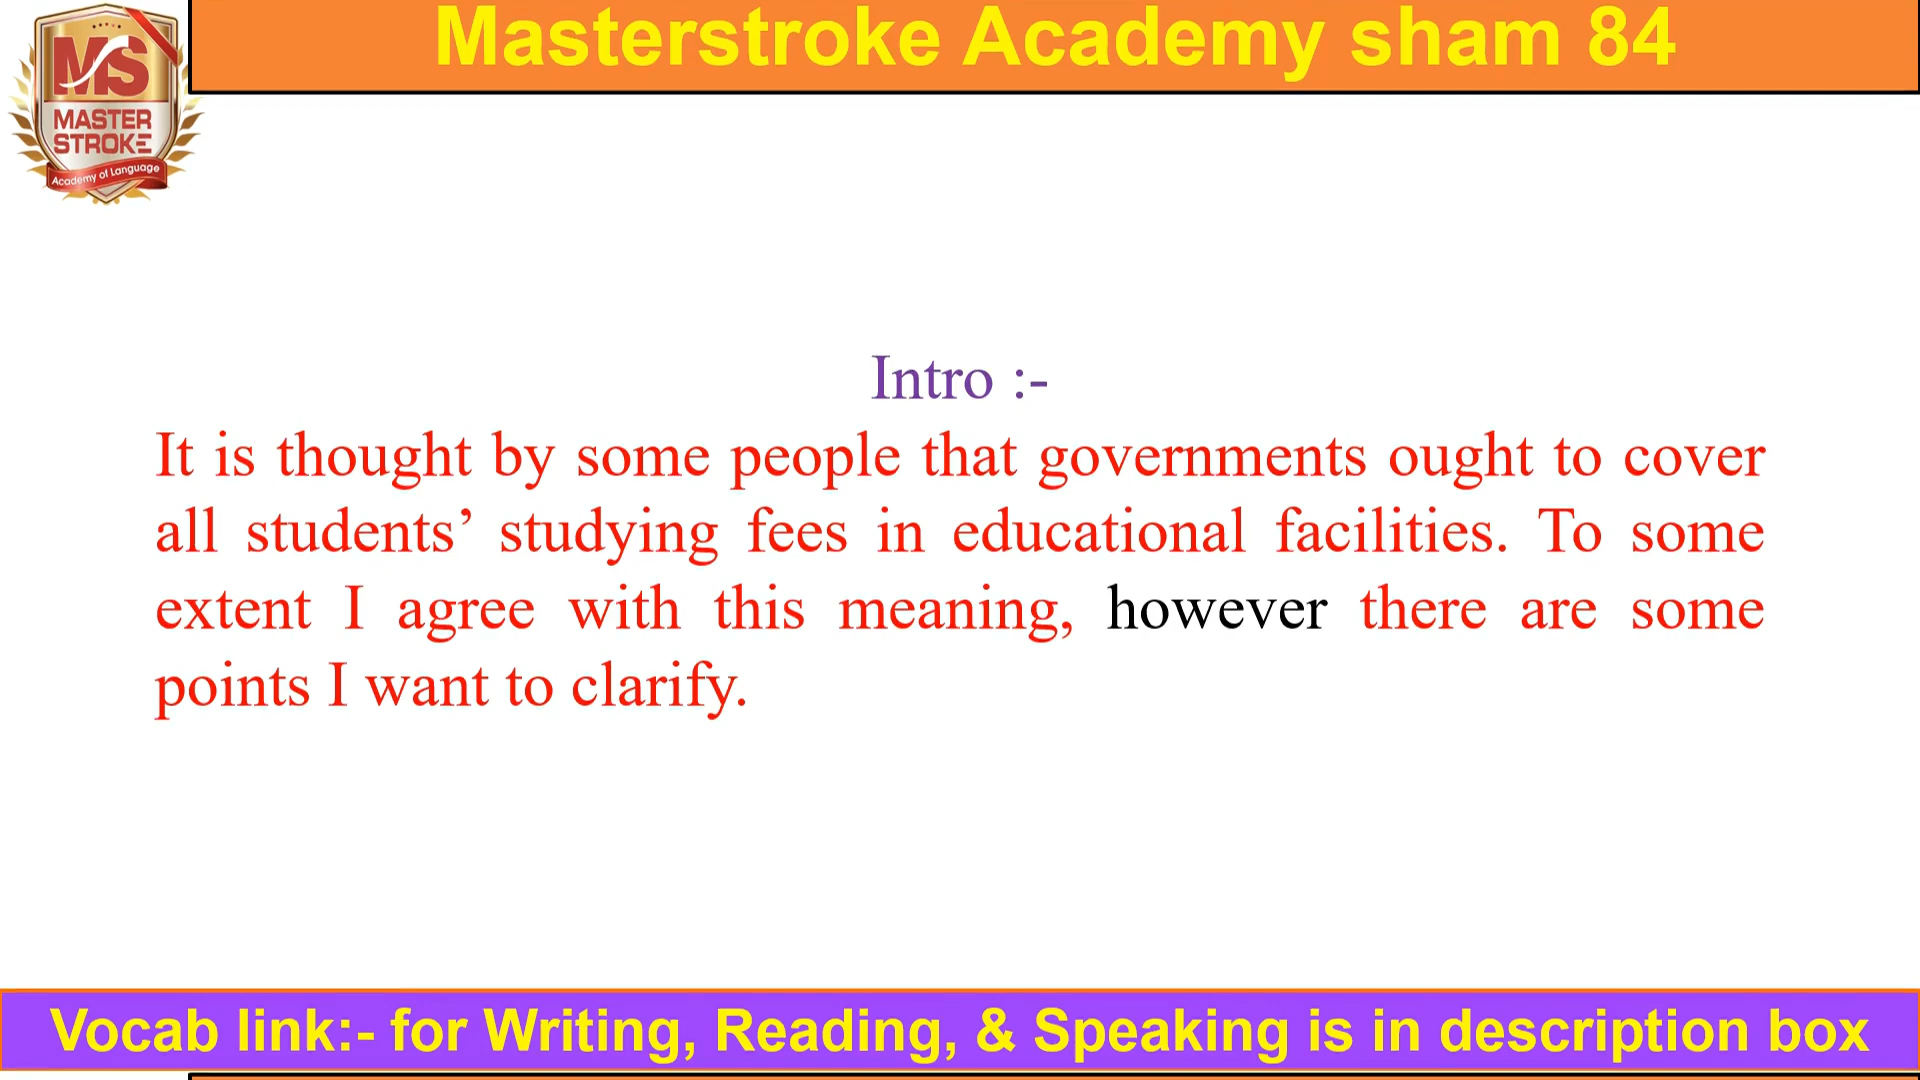 Masterstroke Academy sham 84
MS
MASTER
STROKE
Academy of Language
Intro :-
It is thought by some people that governments ought to cover
all students’ studying fees in educational facilities. To some
extent I agree with this meaning, however there are some
points I want to clarify.
Vocab link:- for Writing, Reading, & Speaking is in description box